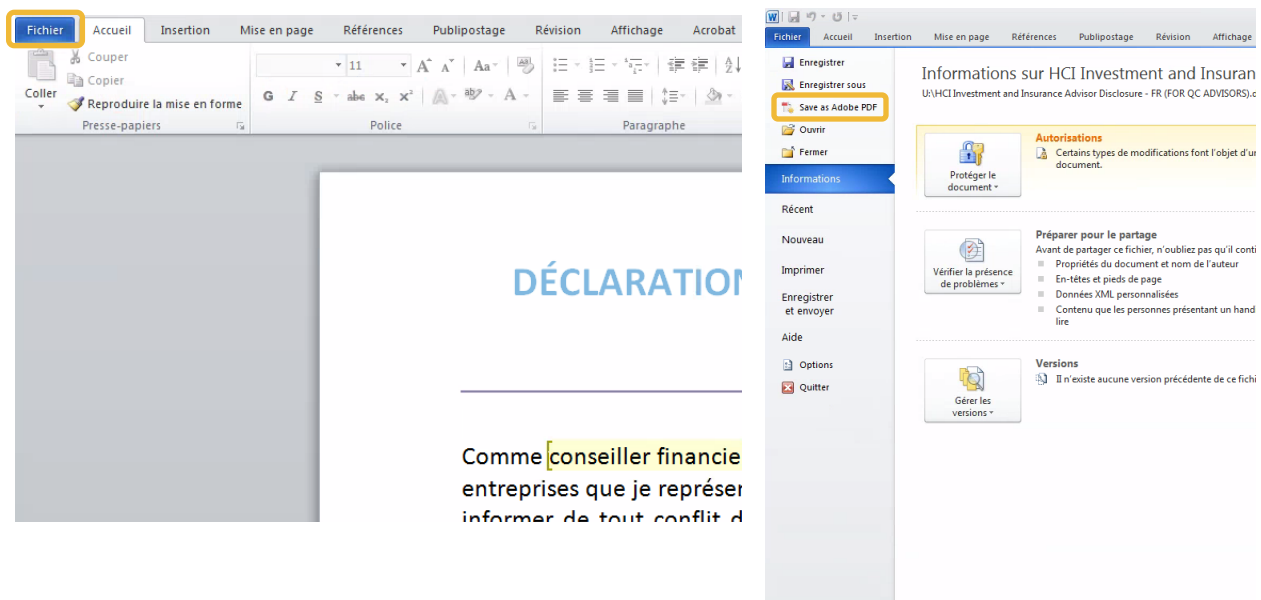 Fichier Accueil Insertion Mise en page Références Publipostage Révision Affichage Acrobat
Couper
Copier
Reproduire la mise en forme
Coller
11 Aa
G I S abc x₂ x² A ab A
Presse-papiers Police Paragraphe
DÉCLARATION
Comme [conseiller financie
entreprises que je représen
informer de tout conflit d
W
Fichier Accueil Insertion Mise en page Références Publipostage Révision Affichage
Enregistrer
Enregistrer sous
Save as Adobe PDF
Ouvrir
Fermer
Informations
Récent
Nouveau
Imprimer
Enregistrer
et envoyer
Aide
Options
Quitter
Informations sur HCI Investment and Insuran
U:\HCI Investment and Insurance Advisor Disclosure - FR (FOR QC ADVISORS).c
Protéger le
document
Autorisations
Certains types de modifications font l'objet d'un
document.
Vérifier la présence
de problèmes
Préparer pour le partage
Avant de partager ce fichier, n'oubliez pas qu'il conti
Propriétés du document et nom de l'auteur
En-têtes et pieds de page
Données XML personnalisées
Contenu que les personnes présentant un hand
lire
Gérer les
versions
Versions
Il n'existe aucune version précédente de ce fichi